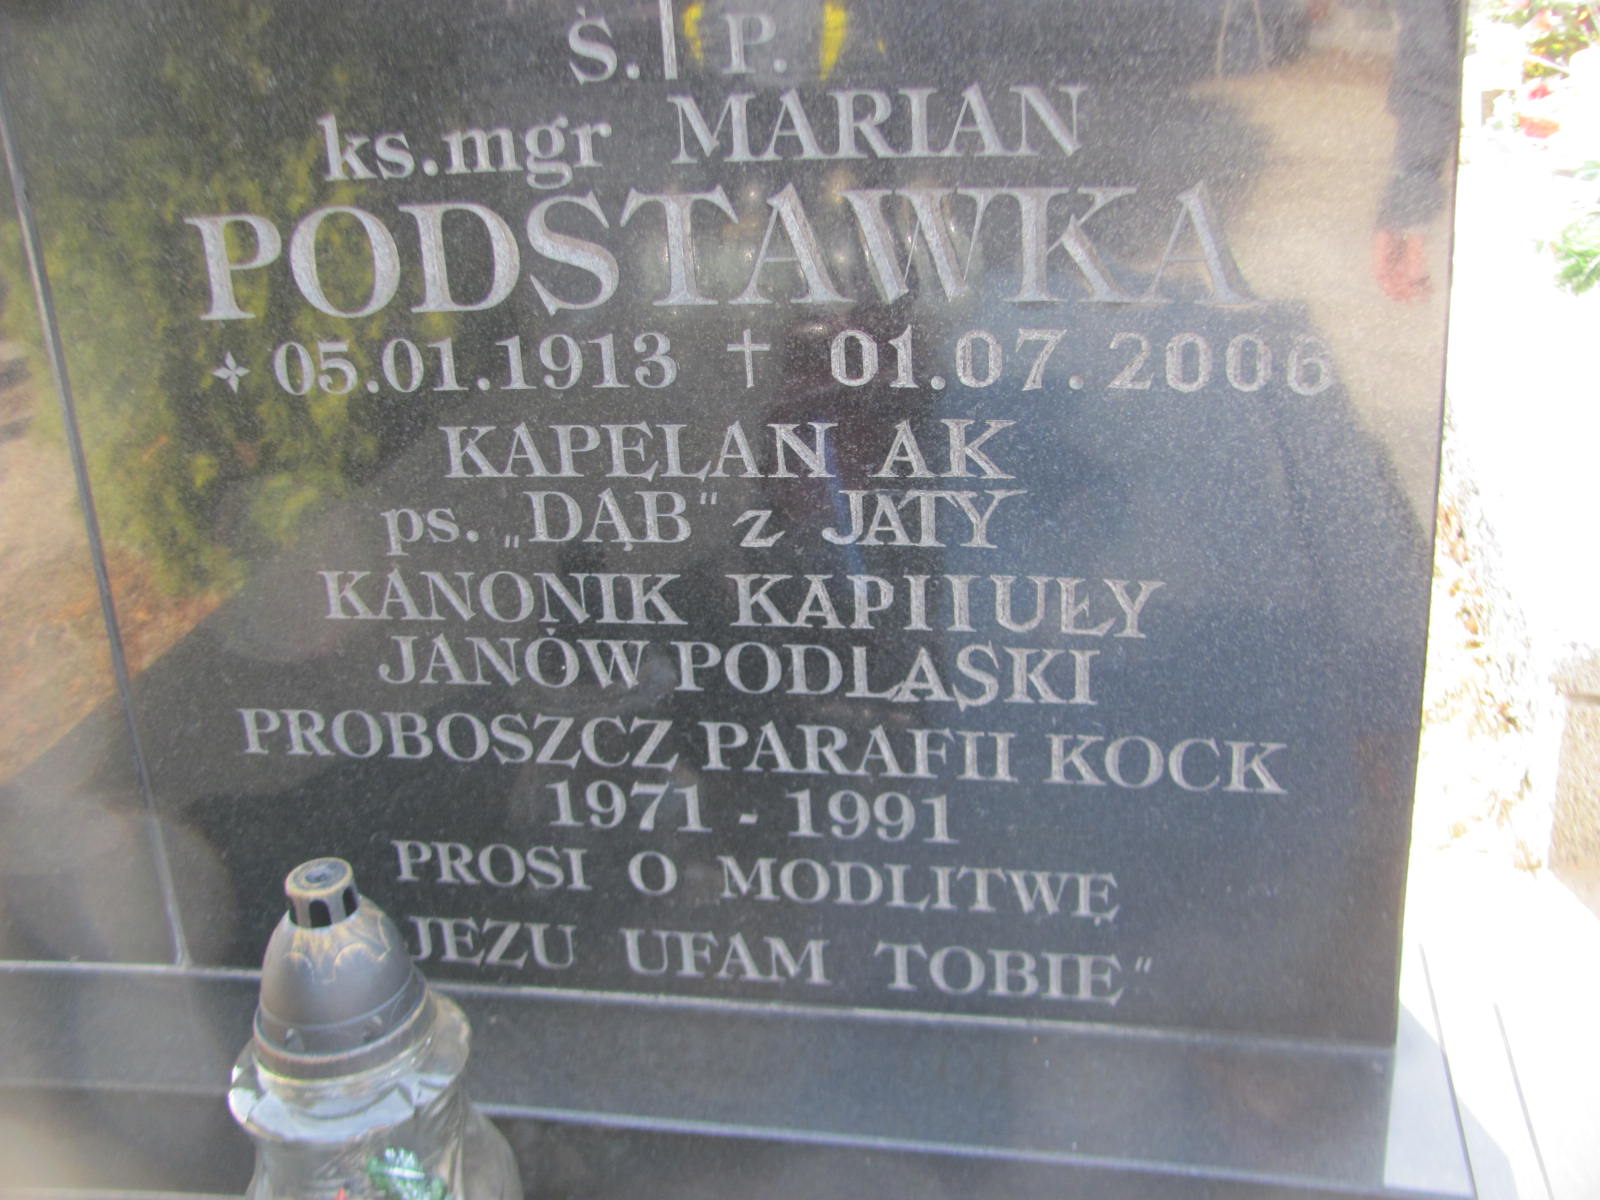 Ś. P.
ks.mgr MARIAN
PODSTAWKA
05.01.1913 † 01.07.2006
KAPELAN AK
ps. „DĄB" z JATY
KANONIK KAPITUŁY
JANÓW PODLASKI
PROBOSZCZ PARAFII KOCK
1971 - 1991
PROSI O MODLITWĘ
JEZU UFAM TOBIE"